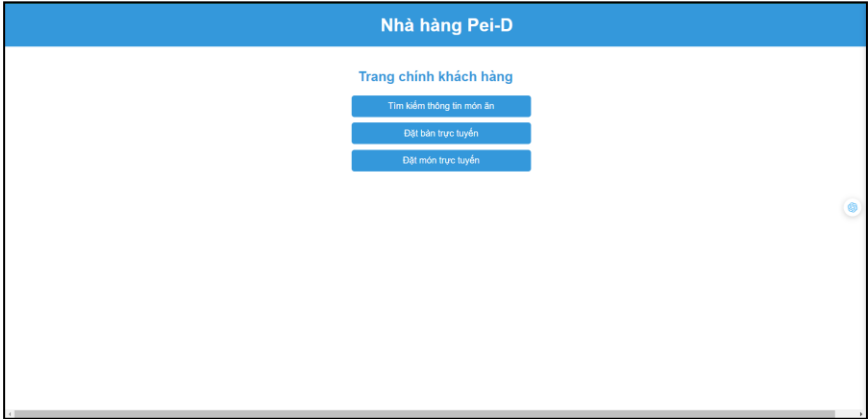 Nhà hàng Pei-D
Trang chính khách hàng
Tìm kiếm thông tin món ăn
Đặt bàn trực tuyến
Đặt món trực tuyến